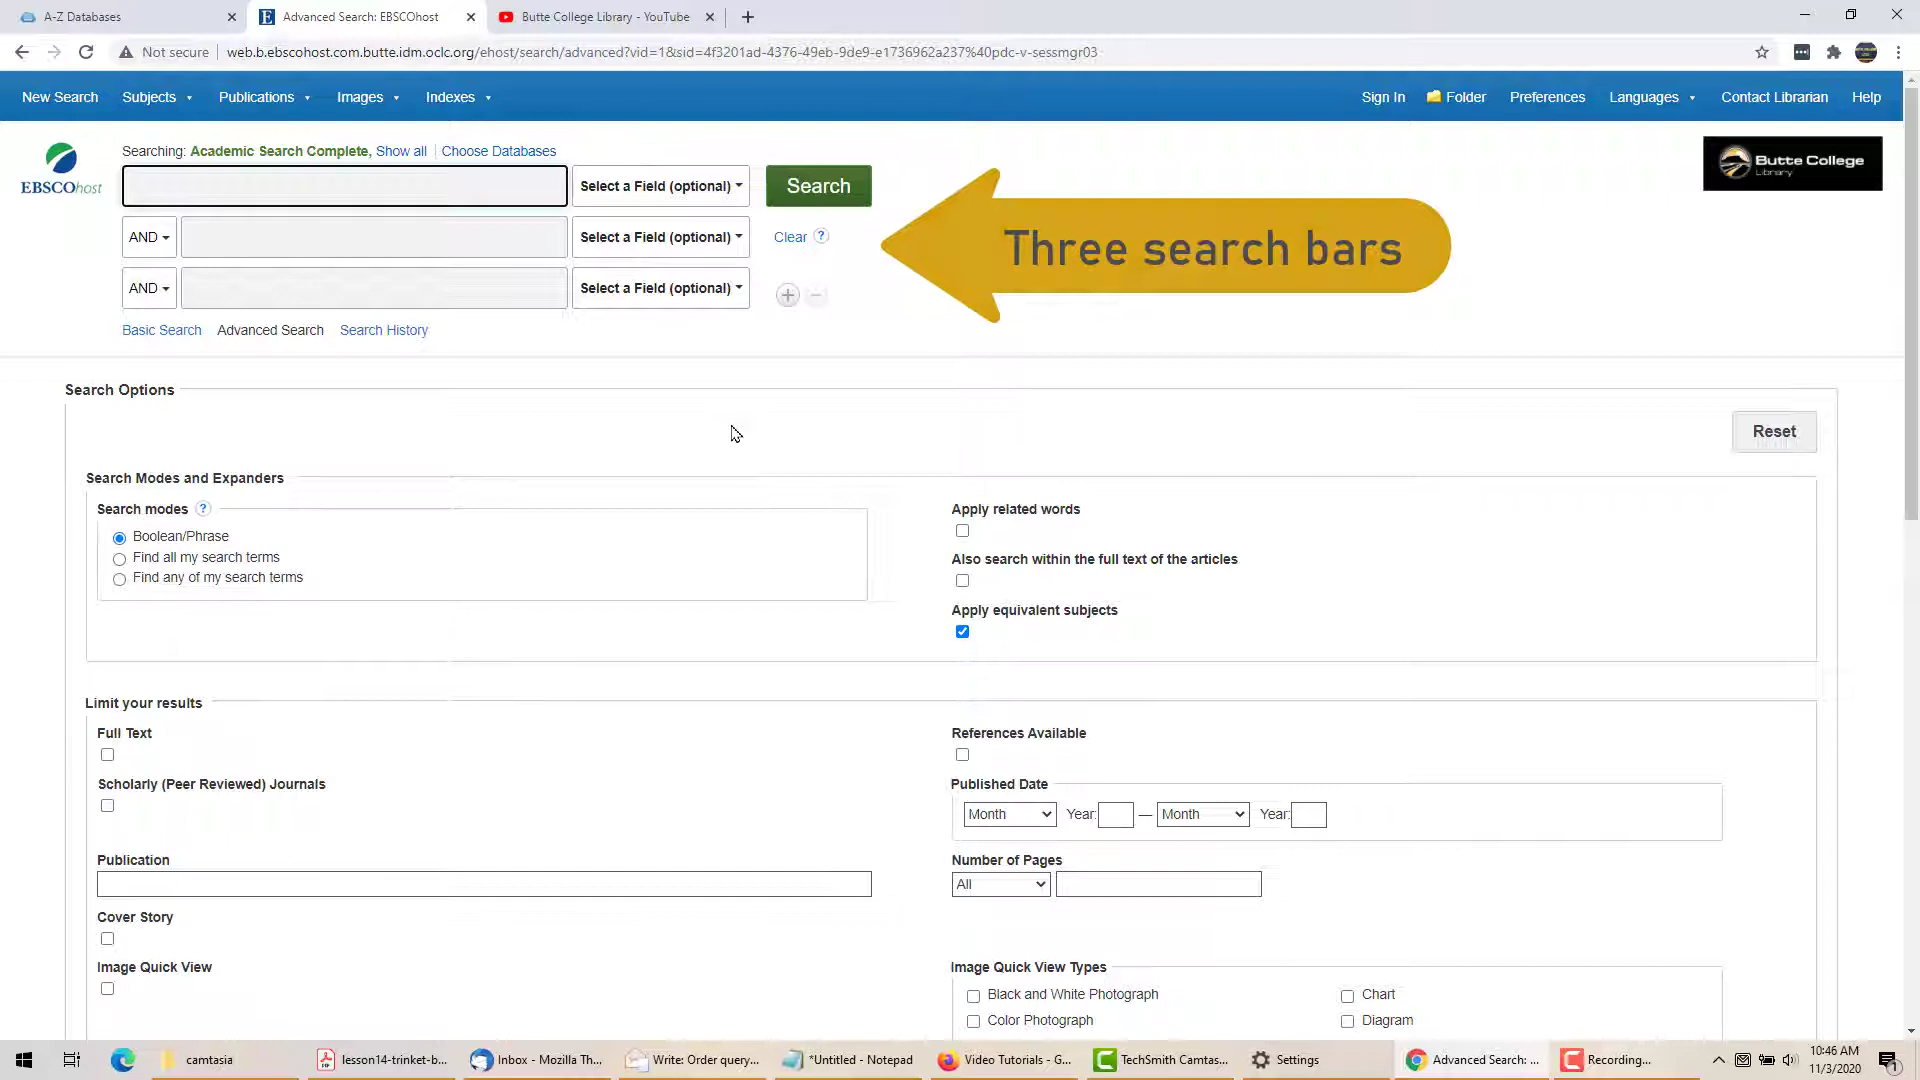 A-Z Databases
Advanced Search: EBSCOhost
Butte College Library - YouTube
Not secure
web.b.ebscohost.com.butte.idm.oclc.org/ehost/search/advanced?vid=1&sid=4f3201ad-4376-49eb-9de9-e1736962a237%40pdc-v-sessmgr03
New Search Subjects Publications Images Indexes
Sign In Folder Preferences Languages Contact Librarian Help
EBSCOhost
Searching: Academic Search Complete, Show all Choose Databases
Select a Field (optional) Search
AND Select a Field (optional) Clear ?
AND Select a Field (optional) + −
Basic Search Advanced Search Search History
Three search bars
Butte College
Library
Search Options
Reset
Search Modes and Expanders
Search modes ?
Boolean/Phrase
Find all my search terms
Find any of my search terms
Apply related words
Also search within the full text of the articles
Apply equivalent subjects
Limit your results
Full Text
References Available
Scholarly (Peer Reviewed) Journals
Published Date
Month Year: — Month Year:
Publication
Number of Pages
All
Cover Story
Image Quick View
Image Quick View Types
Black and White Photograph
Chart
Color Photograph
Diagram
camtasia
lesson14-trinket-b...
Inbox - Mozilla Th...
Write: Order query...
*Untitled - Notepad
Video Tutorials - G...
TechSmith Camtas...
Settings
Advanced Search: ...
Recording...
10:46 AM
11/3/2020
1